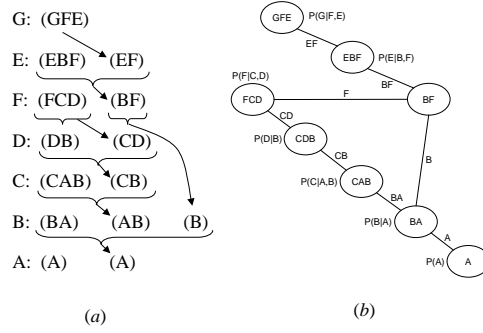 G: (GFE)
E: (EBF) (EF)
F: (FCD) (BF)
D: (DB) (CD)
C: (CAB) (CB)
B: (BA) (AB) (B)
A: (A) (A)
(a)
GFE P(G|F,E)
EF
EBF P(E|B,F)
BF
P(F|C,D)
FCD F BF
CD
P(D|B) CDB
CB B
P(C|A,B) CAB
BA
P(B|A) BA
A
P(A) A
(b)